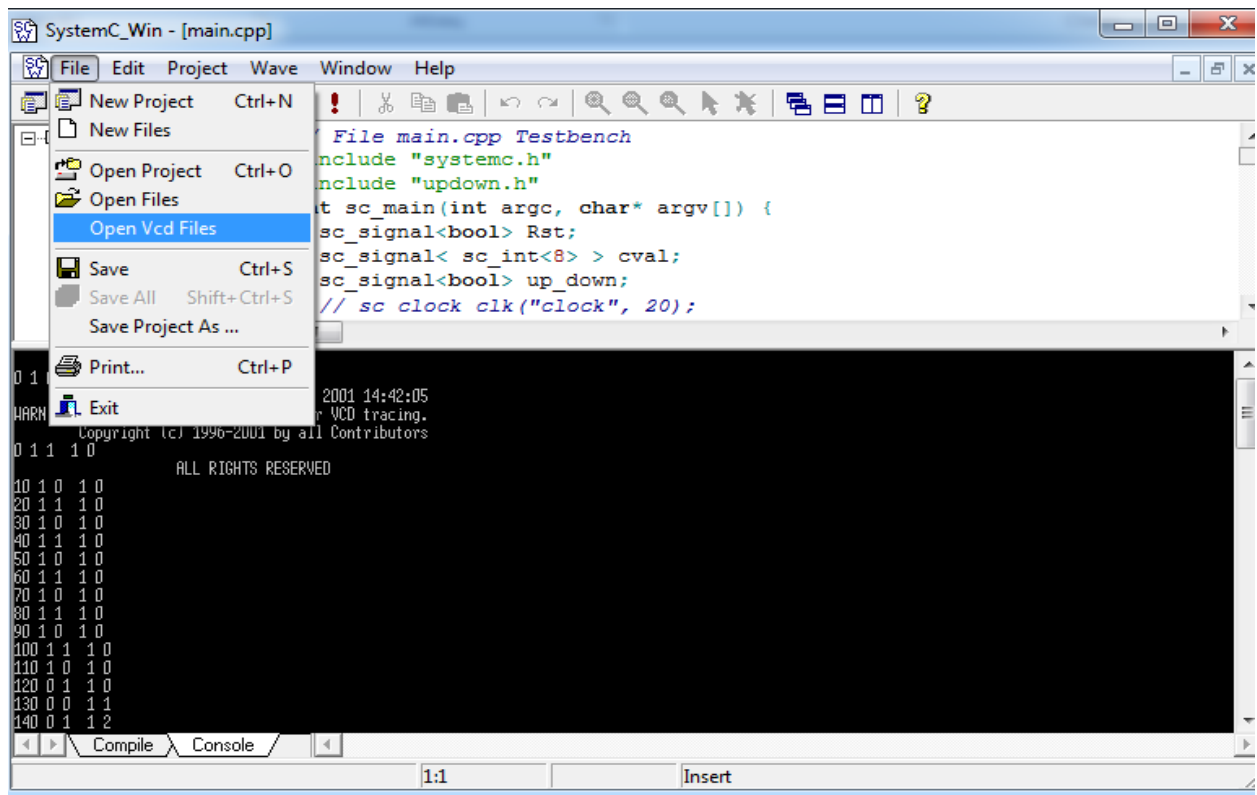 SystemC_Win - [main.cpp]
File Edit Project Wave Window Help
New Project Ctrl+N
New Files
Open Project Ctrl+O
Open Files
Open Vcd Files
Save Ctrl+S
Save All Shift+Ctrl+S
Save Project As ...
Print... Ctrl+P
Exit
/ File main.cpp Testbench
nclude "systemc.h"
nclude "updown.h"
t sc_main(int argc, char* argv[]) {
sc_signal<bool> Rst;
sc_signal< sc_int<8> > cval;
sc_signal<bool> up_down;
// sc clock clk("clock", 20);
0 1
2001 14:42:05
WARN r VCD tracing.
Copyright (c) 1996-2001 by all Contributors
0 1 1 1 0
ALL RIGHTS RESERVED
10 1 0 1 0
20 1 1 1 0
30 1 0 1 0
40 1 1 1 0
50 1 0 1 0
60 1 1 1 0
70 1 0 1 0
80 1 1 1 0
90 1 0 1 0
100 1 1 1 0
110 1 0 1 0
120 0 1 1 0
130 0 0 1 1
140 0 1 1 2
Compile Console
1:1 Insert